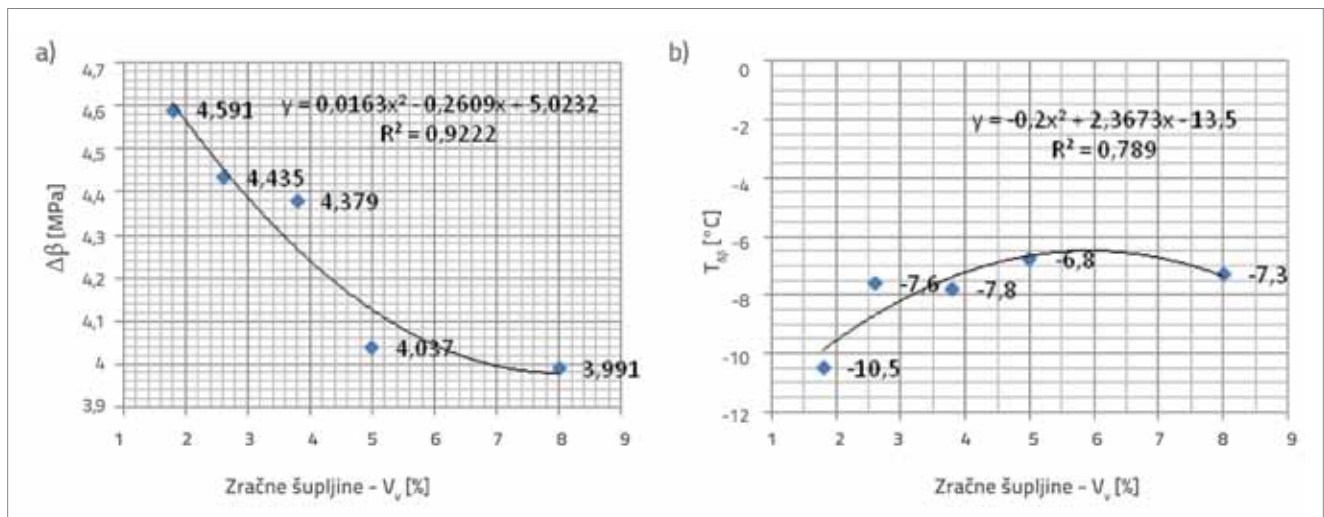 a)
4,7
4,6
4,5
4,4
4,3
4,2
4,1
4
3,9
Δβ [MPa]
y = 0,0163x² - 0,2609x + 5,0232
R² = 0,9222
4,591
4,435
4,379
4,037
3,991
1 2 3 4 5 6 7 8 9
Zračne šupljine - Vᵥ [%]
b)
0
-2
-4
-6
-8
-10
-12
T_Δβ [°C]
y = -0,2x² + 2,3673x - 13,5
R² = 0,789
-10,5
-7,6
-7,8
-6,8
-7,3
1 2 3 4 5 6 7 8 9
Zračne šupljine - Vᵥ [%]